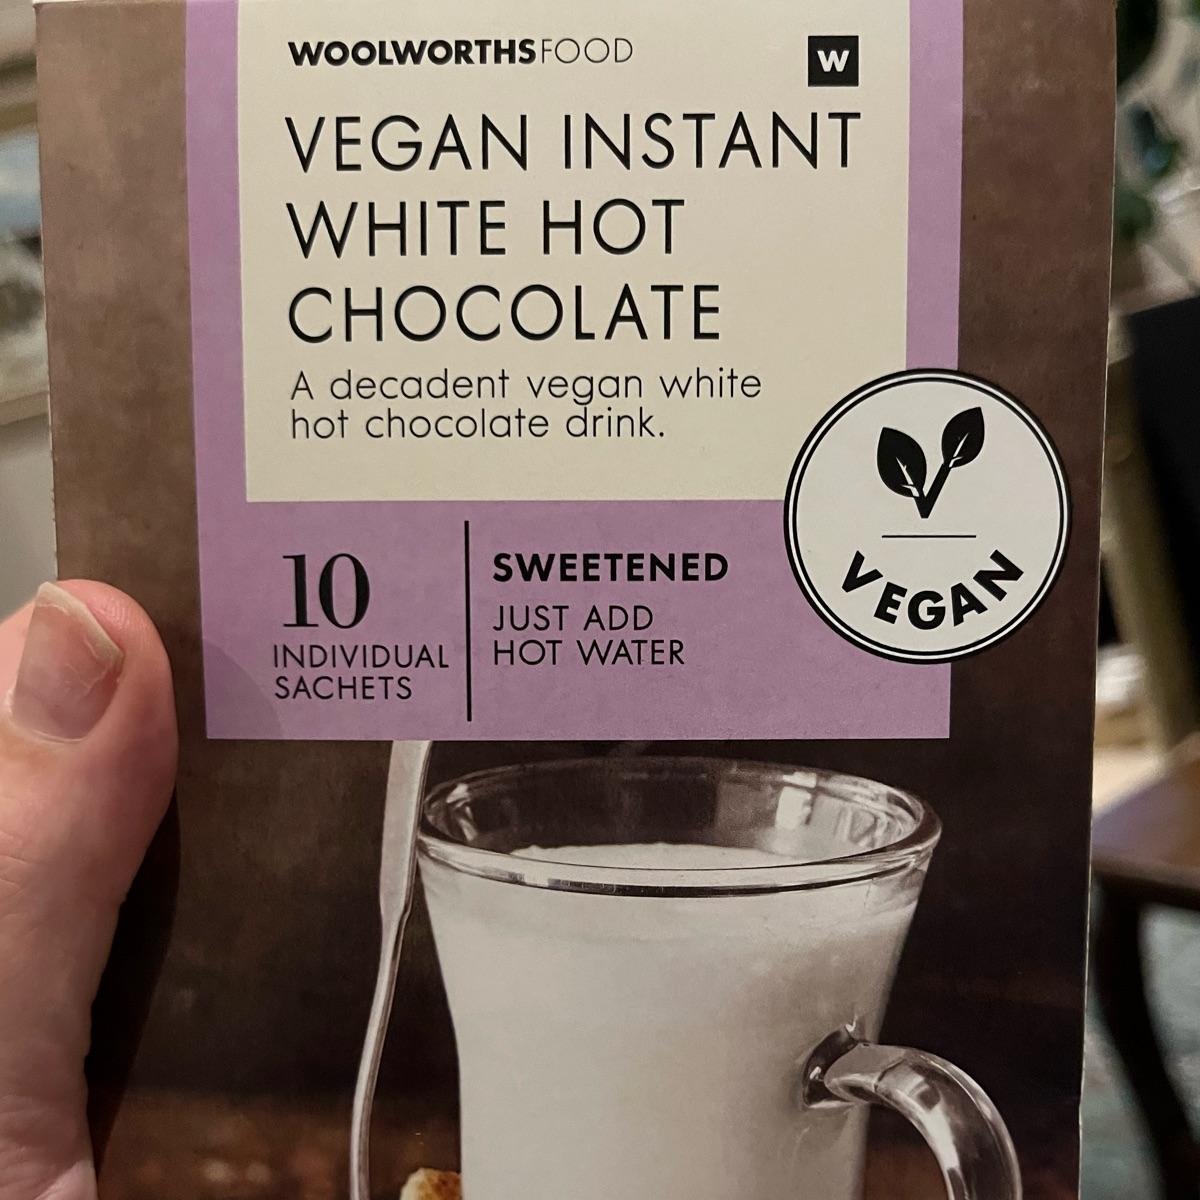 WOOLWORTHSFOOD
W
VEGAN INSTANT
WHITE HOT
CHOCOLATE
A decadent vegan white
hot chocolate drink.
10
INDIVIDUAL
SACHETS
SWEETENED
JUST ADD
HOT WATER
VEGAN